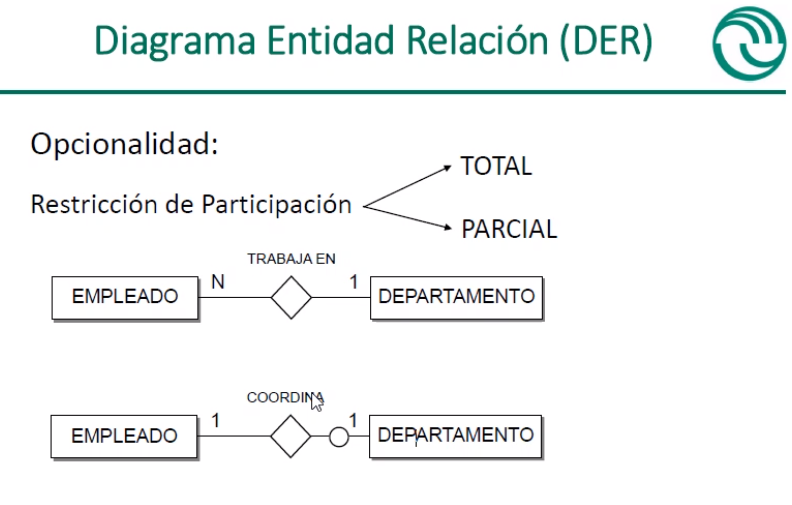 Diagrama Entidad Relación (DER)
Opcionalidad:
TOTAL
Restricción de Participación
PARCIAL
TRABAJA EN
EMPLEADO N 1 DEPARTAMENTO
COORDINA
EMPLEADO 1 1 DEPARTAMENTO